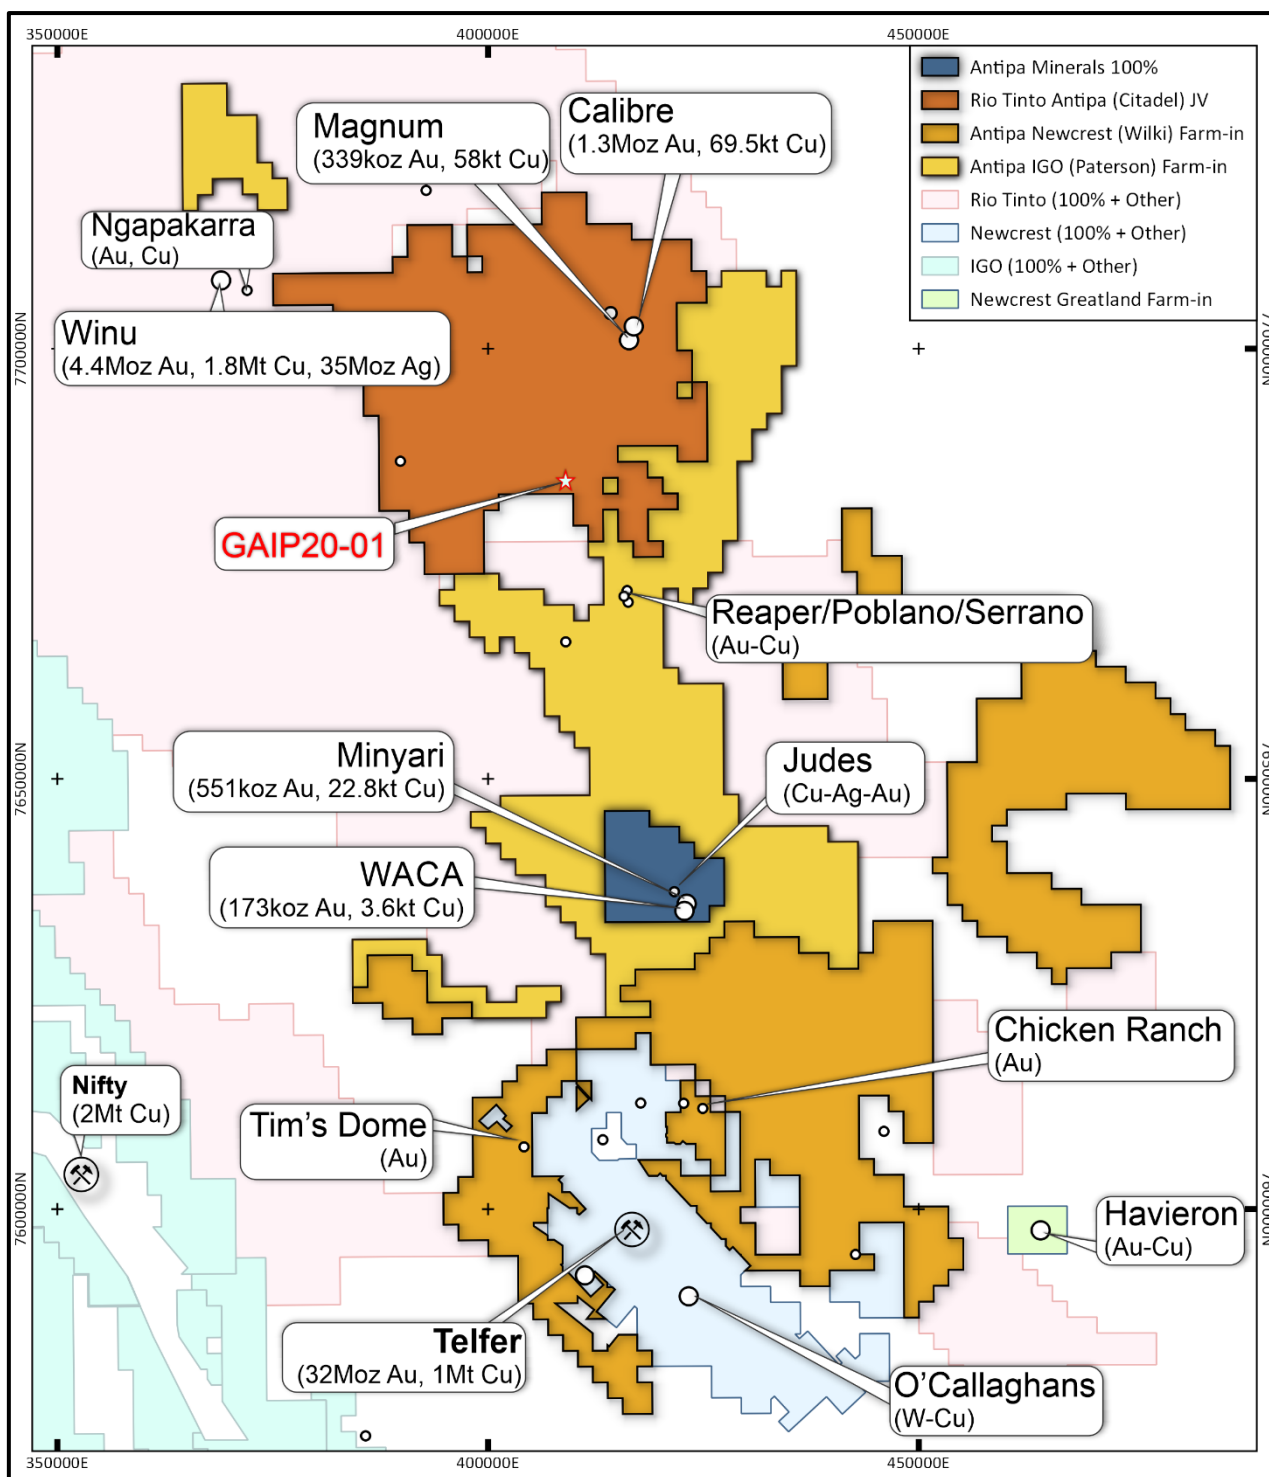 350000E
400000E
450000E
Antipa Minerals 100%
Rio Tinto Antipa (Citadel) JV
Antipa Newcrest (Wilki) Farm-in
Antipa IGO (Paterson) Farm-in
Rio Tinto (100% + Other)
Newcrest (100% + Other)
IGO (100% + Other)
Newcrest Greatland Farm-in
Magnum
(339koz Au, 58kt Cu)
Calibre
(1.3Moz Au, 69.5kt Cu)
Ngapakarra
(Au, Cu)
Winu
(4.4Moz Au, 1.8Mt Cu, 35Moz Ag)
7700000N
7700000N
GAIP20-01
Reaper/Poblano/Serrano
(Au-Cu)
Minyari
(551koz Au, 22.8kt Cu)
Judes
(Cu-Ag-Au)
7650000N
7650000N
WACA
(173koz Au, 3.6kt Cu)
Chicken Ranch
(Au)
Nifty
(2Mt Cu)
Tim's Dome
(Au)
7600000N
7600000N
Havieron
(Au-Cu)
Telfer
(32Moz Au, 1Mt Cu)
O'Callaghans
(W-Cu)
350000E
400000E
450000E